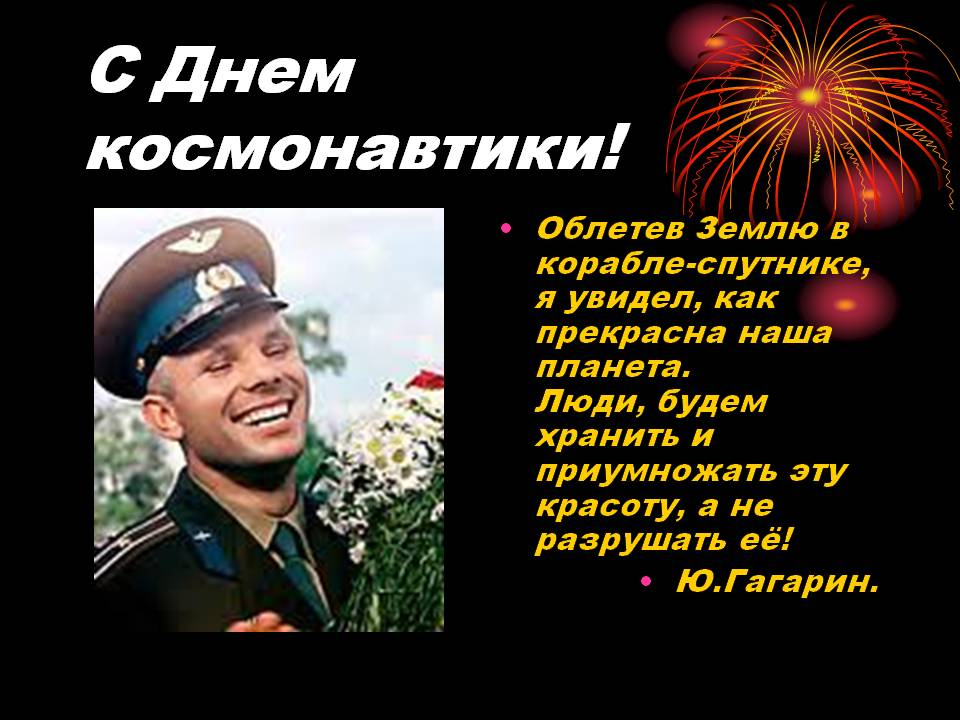 С Днем
космонавтики!
• Облетев Землю в
корабле-спутнике,
я увидел, как
прекрасна наша
планета.
Люди, будем
хранить и
приумножать эту
красоту, а не
разрушать её!
• Ю.Гагарин.